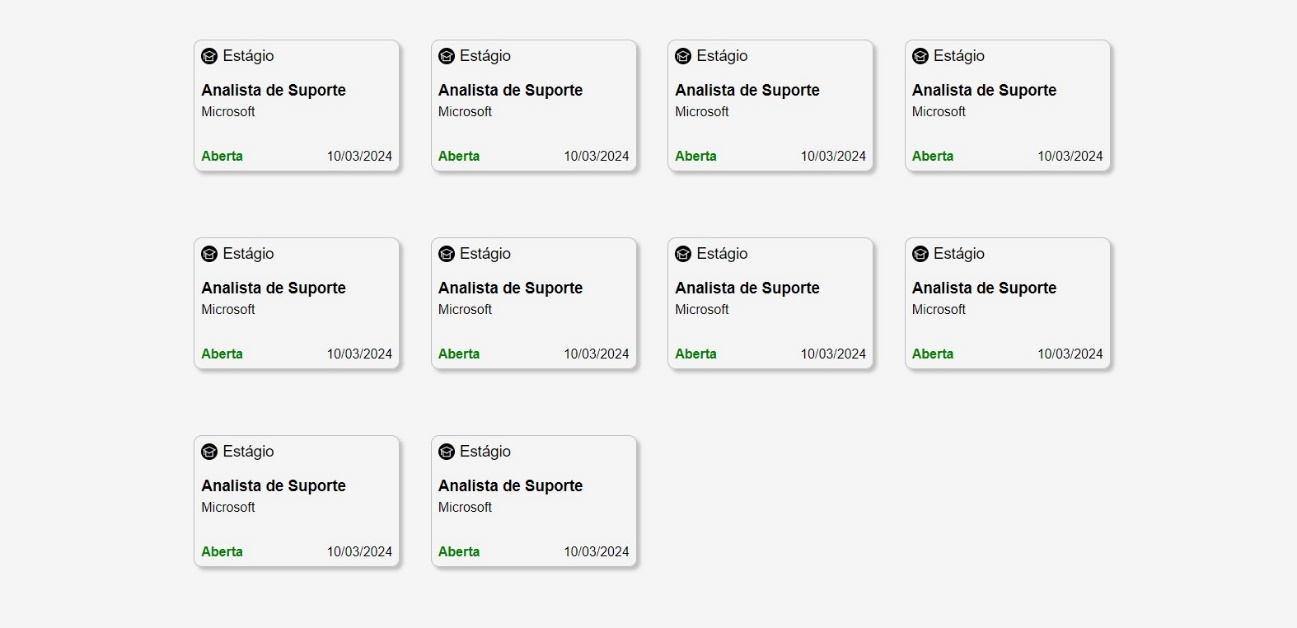 Estágio
Analista de Suporte
Microsoft
Aberta 10/03/2024
Estágio
Analista de Suporte
Microsoft
Aberta 10/03/2024
Estágio
Analista de Suporte
Microsoft
Aberta 10/03/2024
Estágio
Analista de Suporte
Microsoft
Aberta 10/03/2024
Estágio
Analista de Suporte
Microsoft
Aberta 10/03/2024
Estágio
Analista de Suporte
Microsoft
Aberta 10/03/2024
Estágio
Analista de Suporte
Microsoft
Aberta 10/03/2024
Estágio
Analista de Suporte
Microsoft
Aberta 10/03/2024
Estágio
Analista de Suporte
Microsoft
Aberta 10/03/2024
Estágio
Analista de Suporte
Microsoft
Aberta 10/03/2024